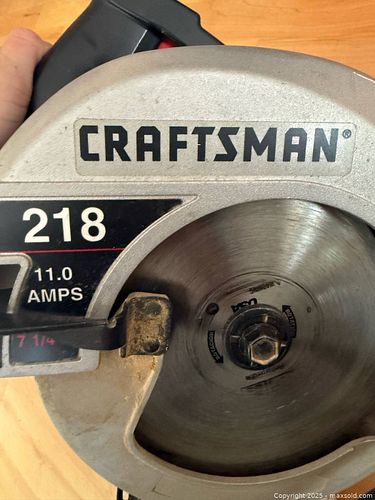 CRAFTSMAN®
218
11.0
AMPS
7 1/4
Copyright © 2025 - maxsold.com